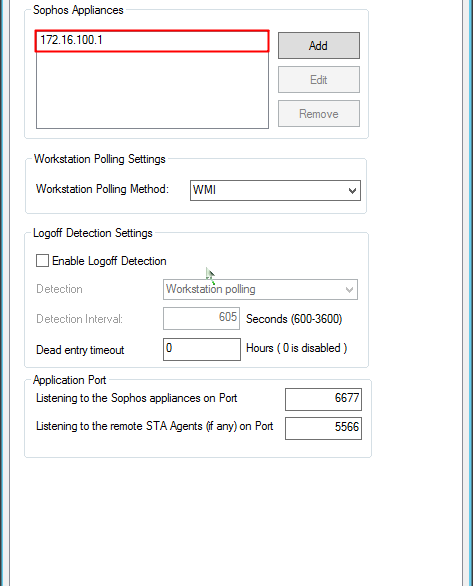 Sophos Appliances
172.16.100.1
Add
Edit
Remove
Workstation Polling Settings
Workstation Polling Method: WMI
Logoff Detection Settings
Enable Logoff Detection
Detection Workstation polling
Detection Interval: 605 Seconds (600-3600)
Dead entry timeout 0 Hours ( 0 is disabled )
Application Port
Listening to the Sophos appliances on Port 6677
Listening to the remote STA Agents (if any) on Port 5566